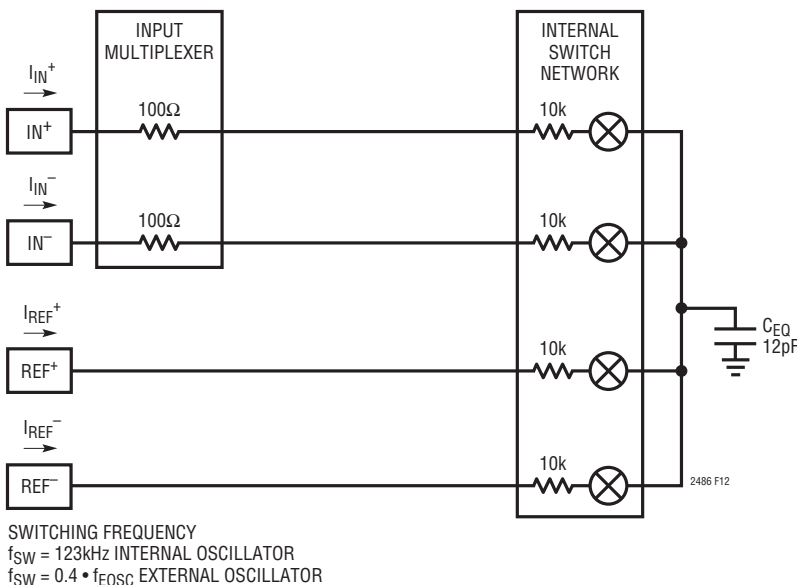 INPUT
MULTIPLEXER
INTERNAL
SWITCH
NETWORK
I_IN^+
IN^+
100Ω
10k
I_IN^–
IN^–
100Ω
10k
I_REF^+
REF^+
10k
C_EQ
12pF
I_REF^–
REF^–
10k
2486 F12
SWITCHING FREQUENCY
f_SW = 123kHz INTERNAL OSCILLATOR
f_SW = 0.4 • f_EOSC EXTERNAL OSCILLATOR